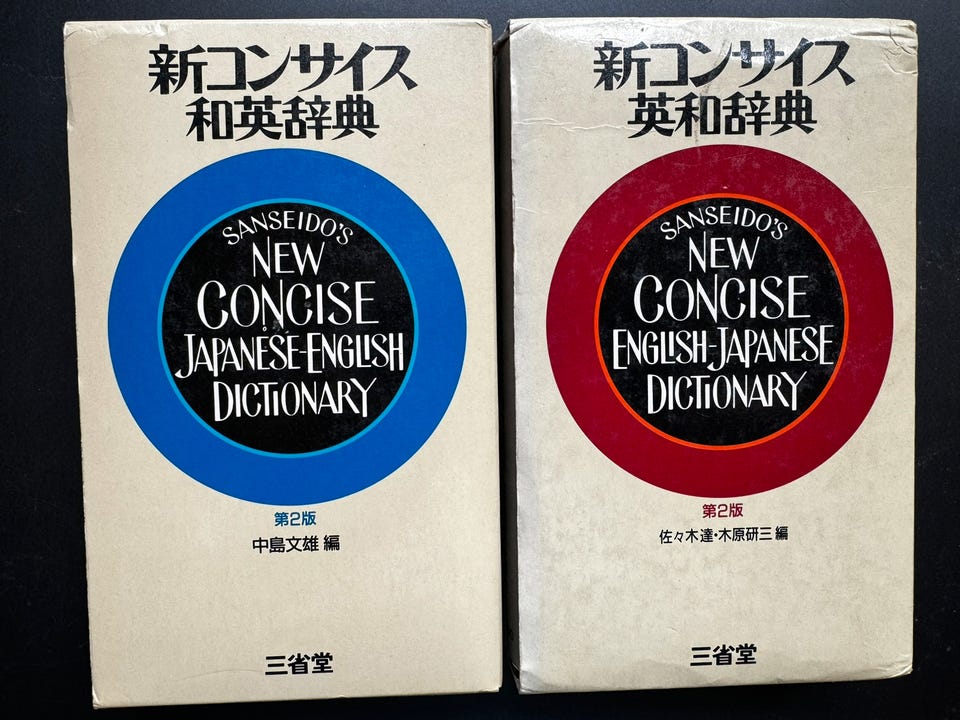 新コンサイス
和英辞典
SANSEIDO'S
NEW
CONCISE
JAPANESE-ENGLISH
DICTIONARY
第2版
中島文雄 編
三省堂
新コンサイス
英和辞典
SANSEIDO'S
NEW
CONCISE
ENGLISH-JAPANESE
DICTIONARY
第2版
佐々木達・木原研三 編
三省堂